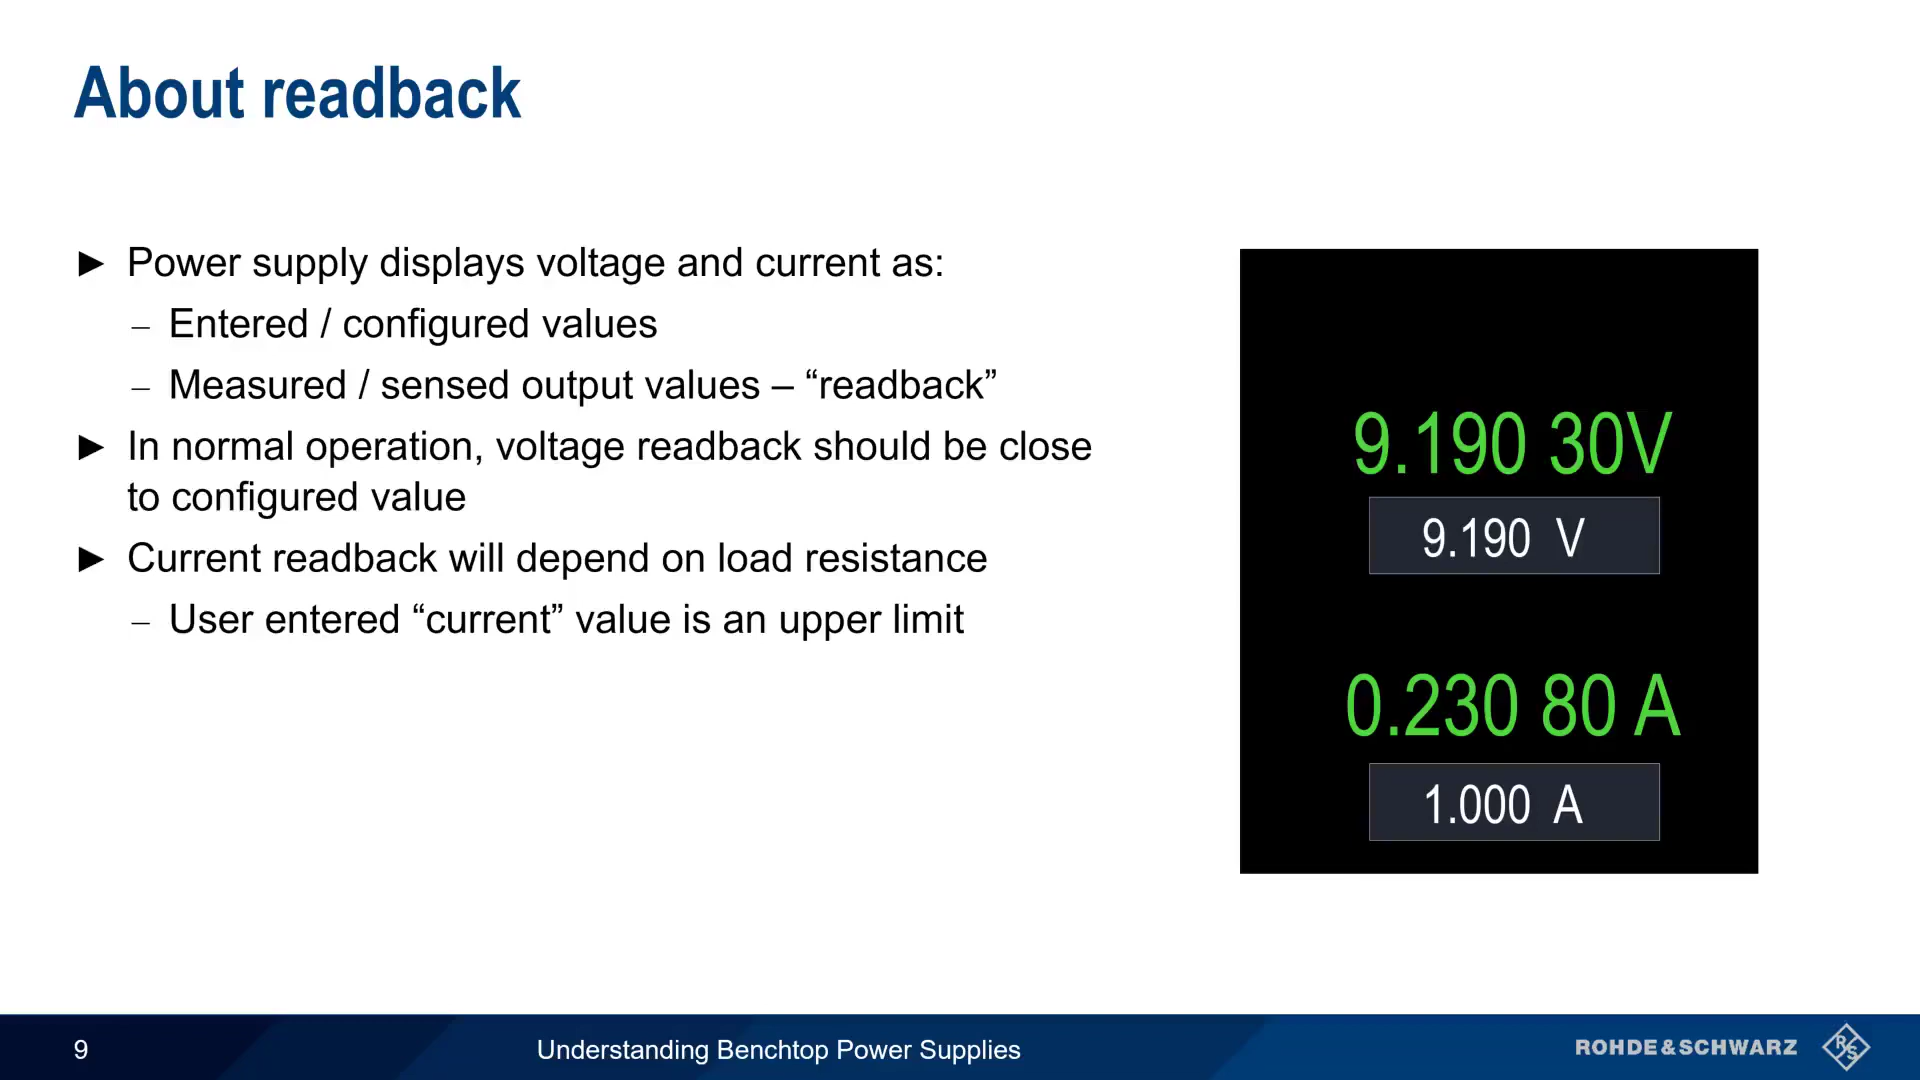 About readback
► Power supply displays voltage and current as:
– Entered / configured values
– Measured / sensed output values – “readback”
► In normal operation, voltage readback should be close
to configured value
► Current readback will depend on load resistance
– User entered “current” value is an upper limit
9.190 30V
9.190 V
0.230 80 A
1.000 A
9
Understanding Benchtop Power Supplies
ROHDE&SCHWARZ
R&S